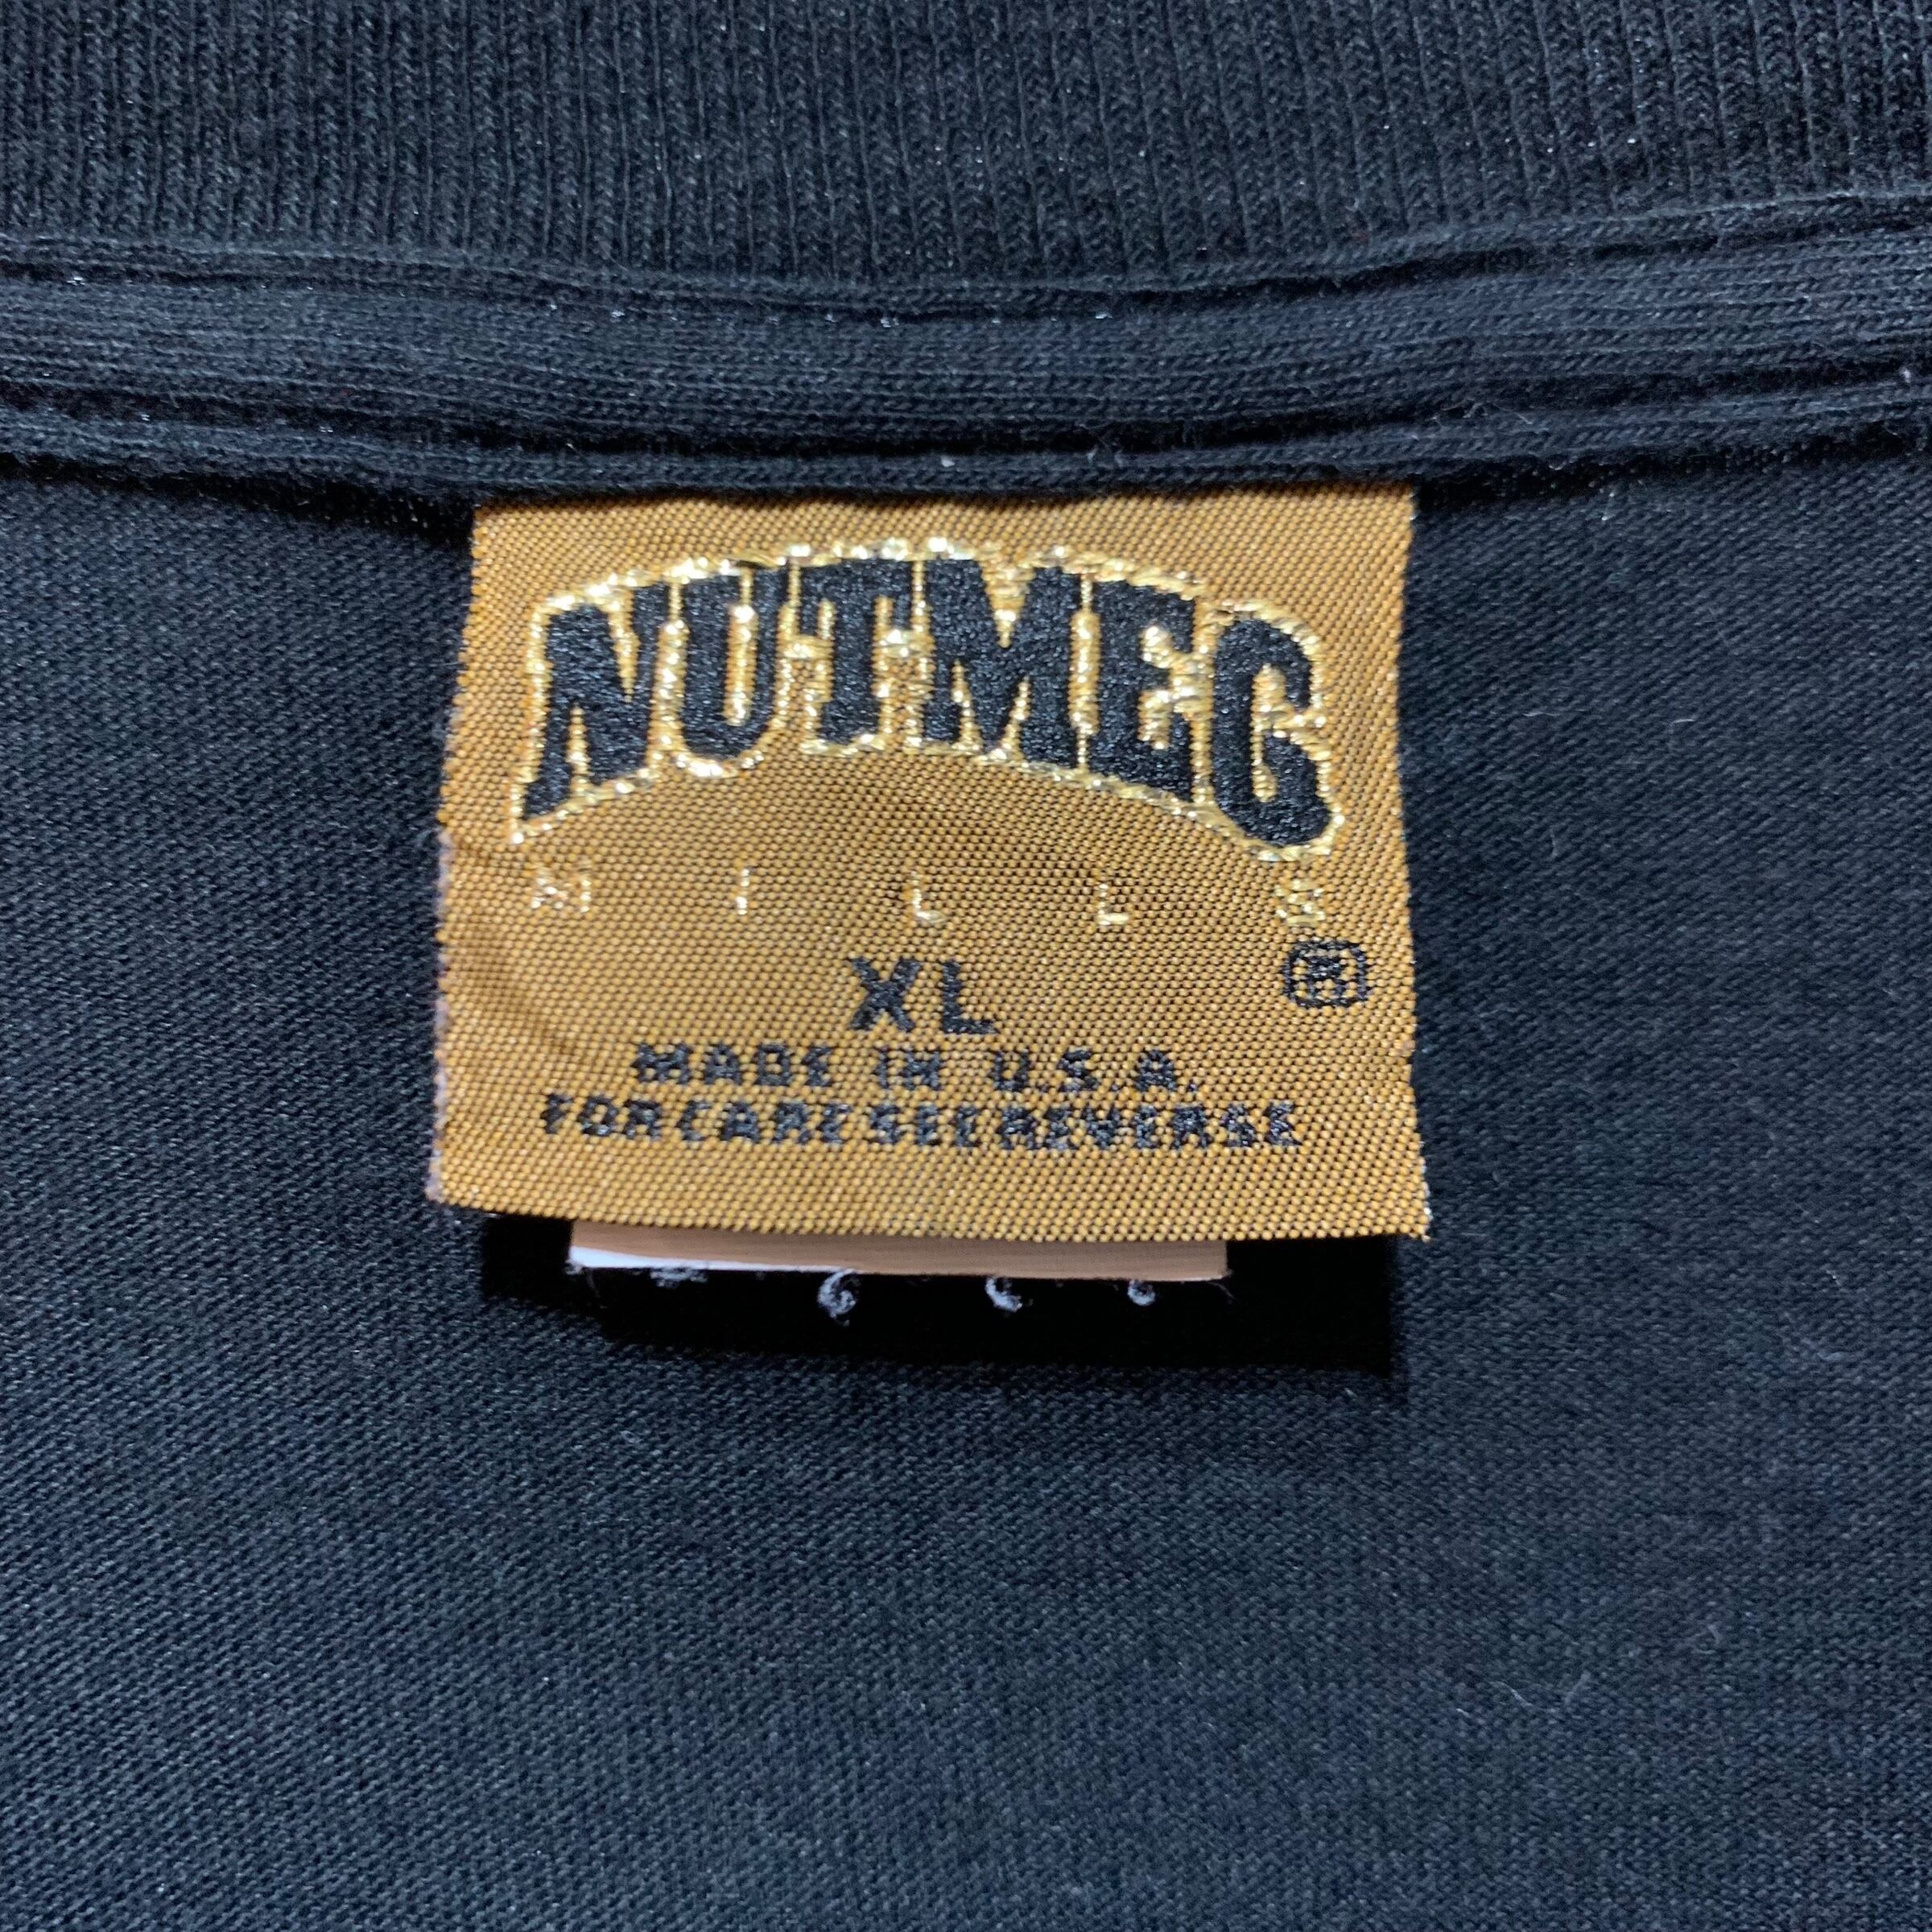 NUTMEG
MILLS
®
XL
MADE IN U.S.A.
FOR CARE SEE REVERSE